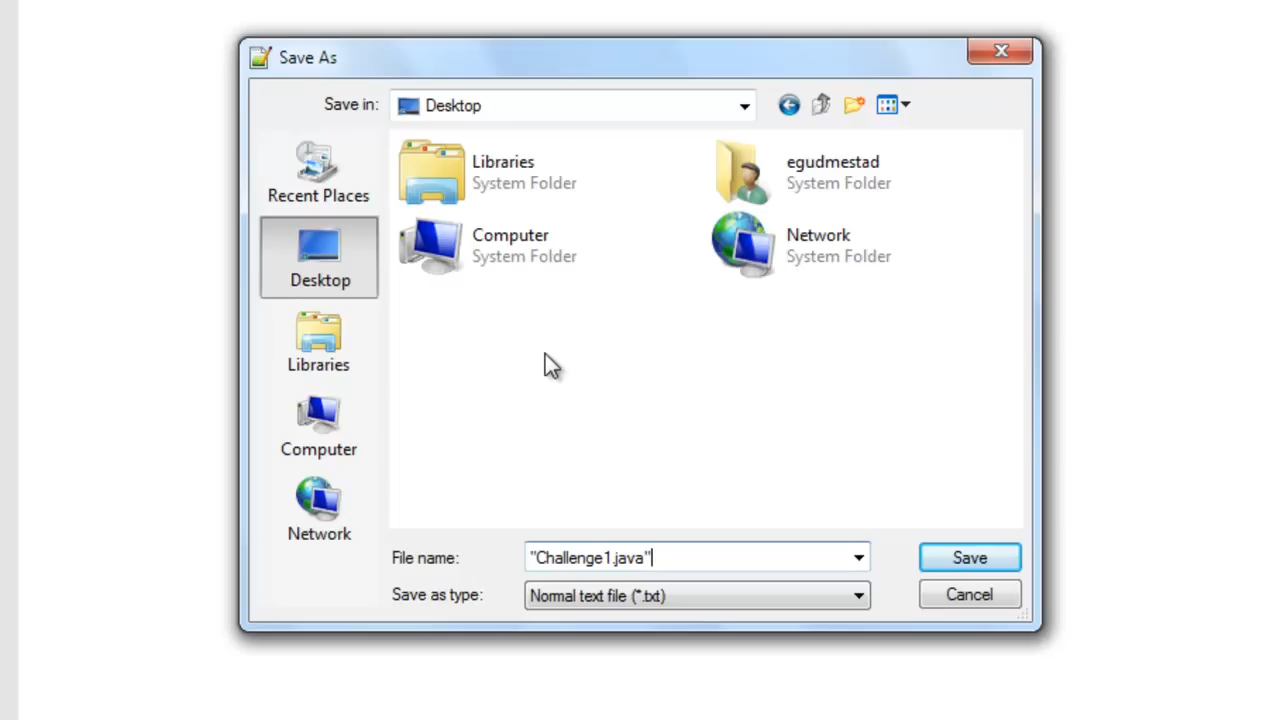 Save As
Save in:
Desktop
Recent Places
Desktop
Libraries
Computer
Network
Libraries
System Folder
egudmestad
System Folder
Computer
System Folder
Network
System Folder
File name:
"Challenge1.java"
Save
Save as type:
Normal text file (*.txt)
Cancel